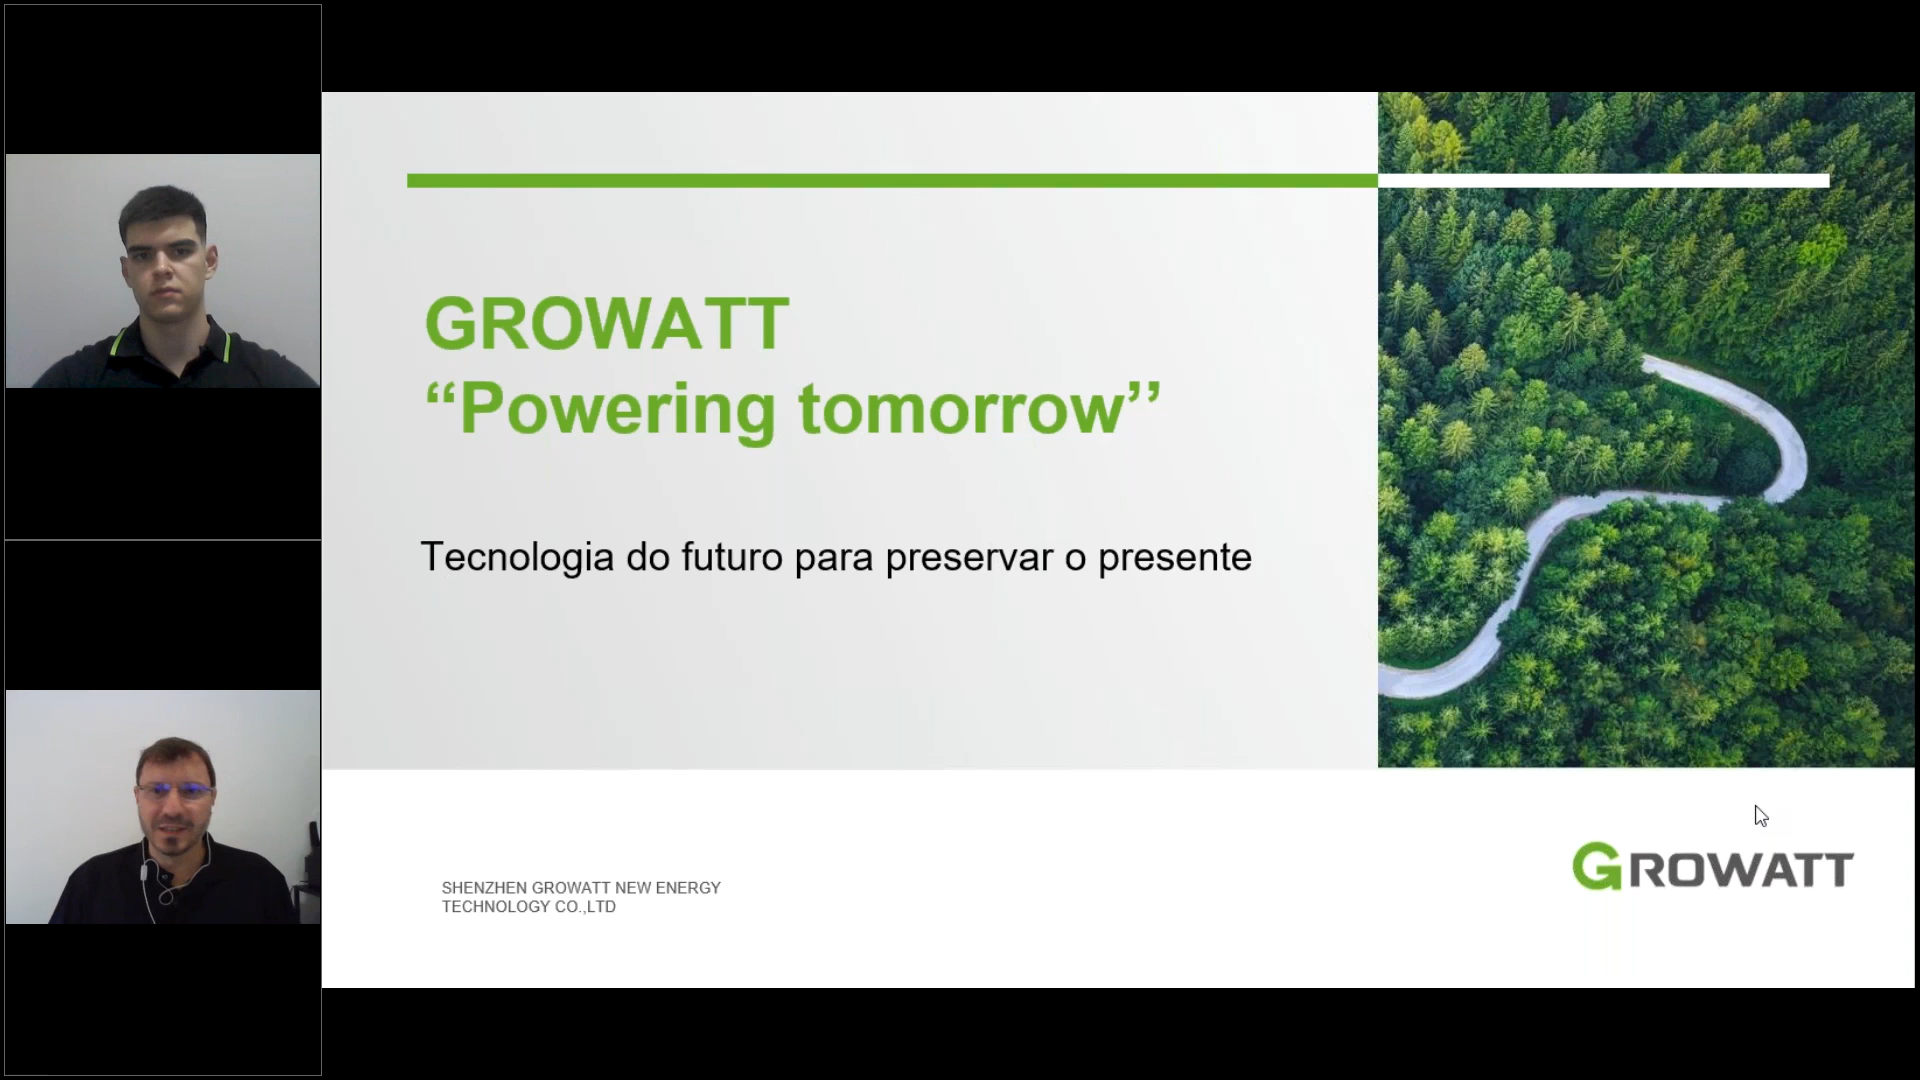 GROWATT
“Powering tomorrow’’
Tecnologia do futuro para preservar o presente
SHENZHEN GROWATT NEW ENERGY
TECHNOLOGY CO.,LTD
GROWATT